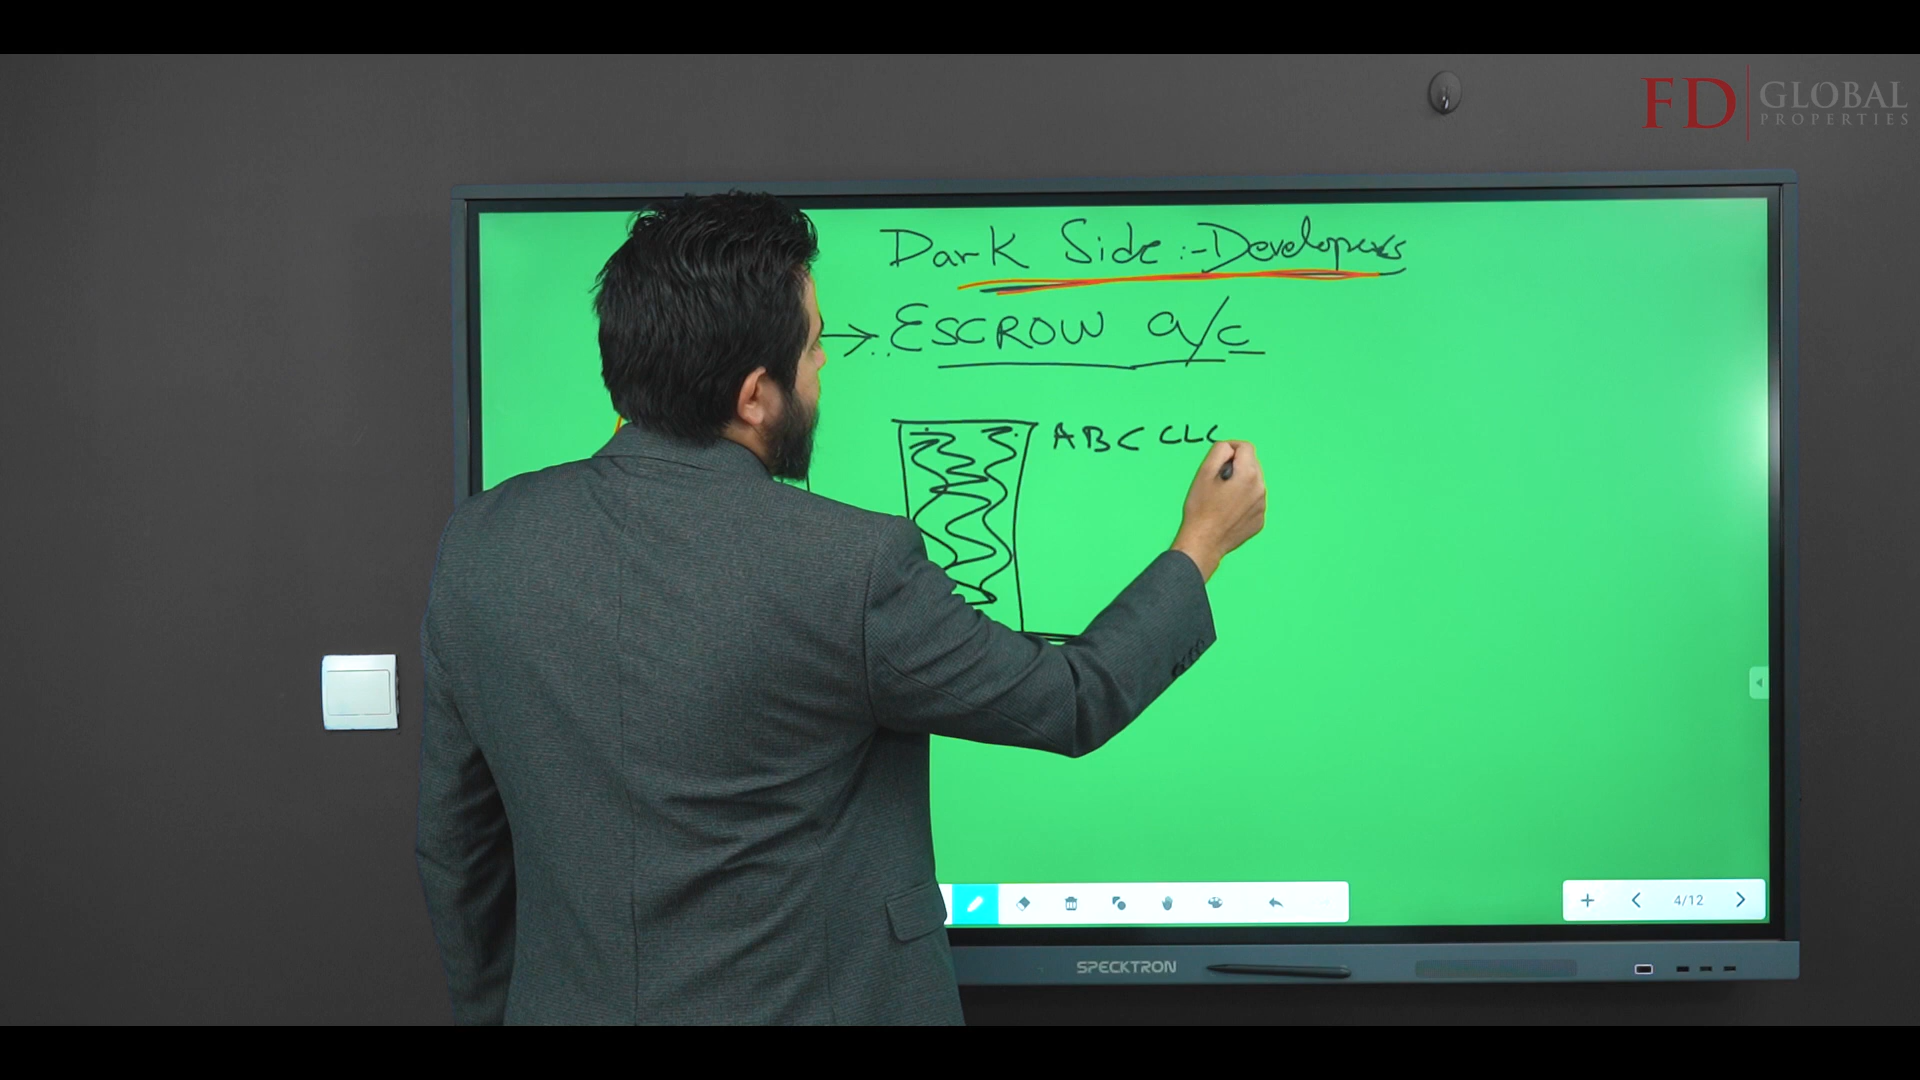 FD GLOBAL
PROPERTIES
Dark Side :- Developers
→ ESCROW a/c
ABC CLC
4/12
SPECKTRON